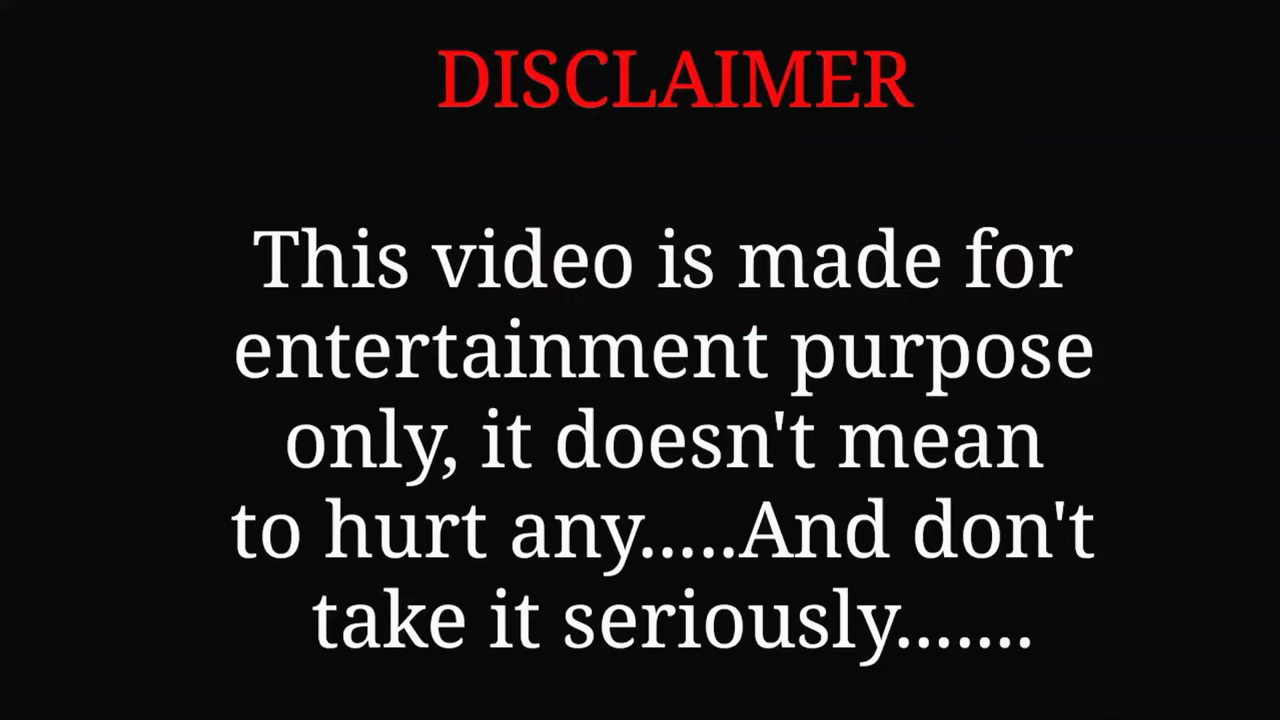 DISCLAIMER
This video is made for
entertainment purpose
only, it doesn't mean
to hurt any.....And don't
take it seriously.......